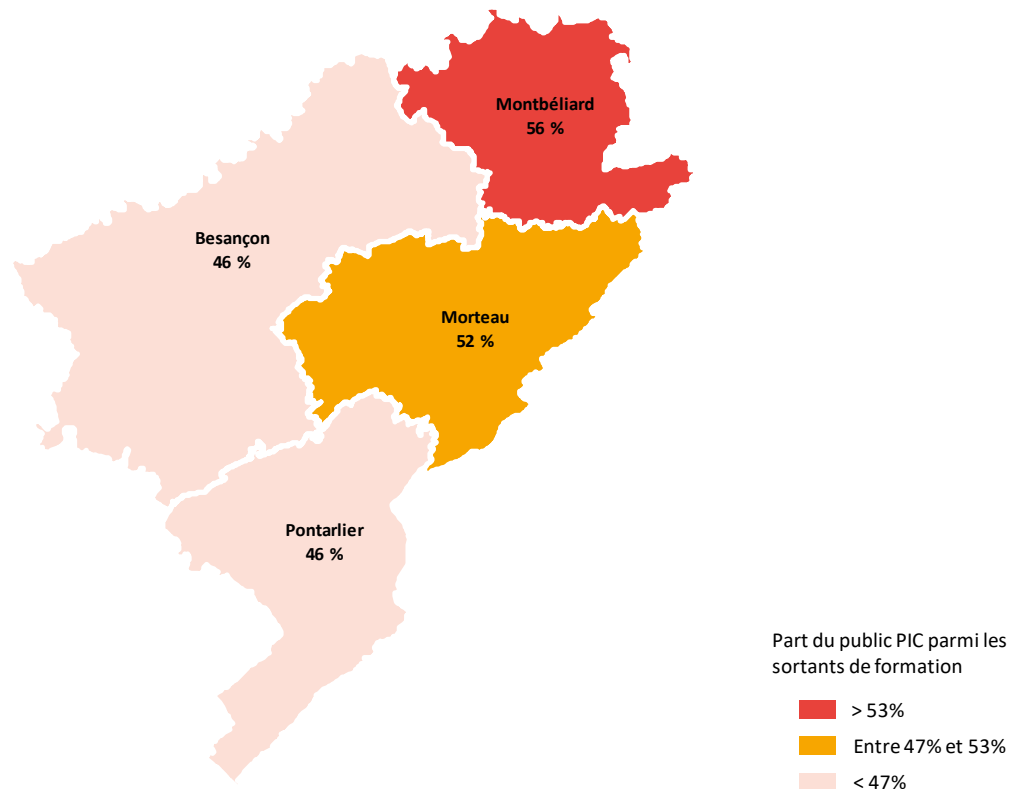 Montbéliard
56 %
Besançon
46 %
Morteau
52 %
Pontarlier
46 %
Part du public PIC parmi les
sortants de formation
> 53%
Entre 47% et 53%
< 47%